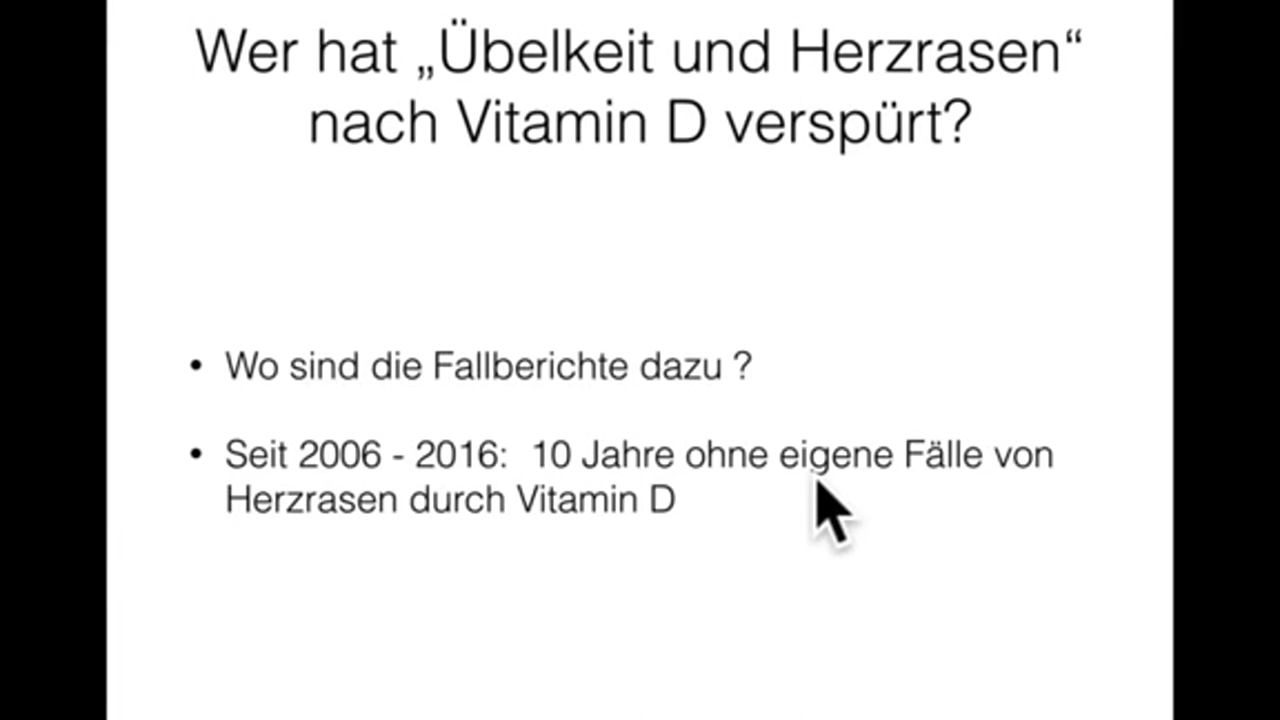 Wer hat „Übelkeit und Herzrasen“
nach Vitamin D verspürt?
• Wo sind die Fallberichte dazu ?
• Seit 2006 - 2016:  10 Jahre ohne eigene Fälle von
Herzrasen durch Vitamin D